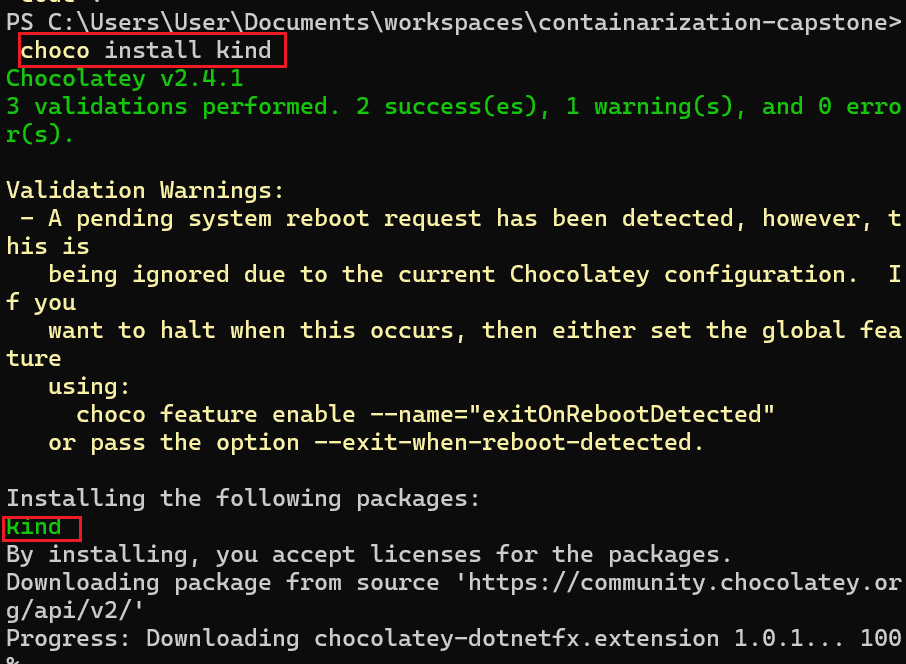 PS C:\Users\User\Documents\workspaces\containarization-capstone>
choco install kind
Chocolatey v2.4.1
3 validations performed. 2 success(es), 1 warning(s), and 0 erro
r(s).
Validation Warnings:
- A pending system reboot request has been detected, however, t
his is
being ignored due to the current Chocolatey configuration.  I
f you
want to halt when this occurs, then either set the global fea
ture
using:
choco feature enable --name="exitOnRebootDetected"
or pass the option --exit-when-reboot-detected.
Installing the following packages:
kind
By installing, you accept licenses for the packages.
Downloading package from source 'https://community.chocolatey.or
g/api/v2/'
Progress: Downloading chocolatey-dotnetfx.extension 1.0.1... 100
%